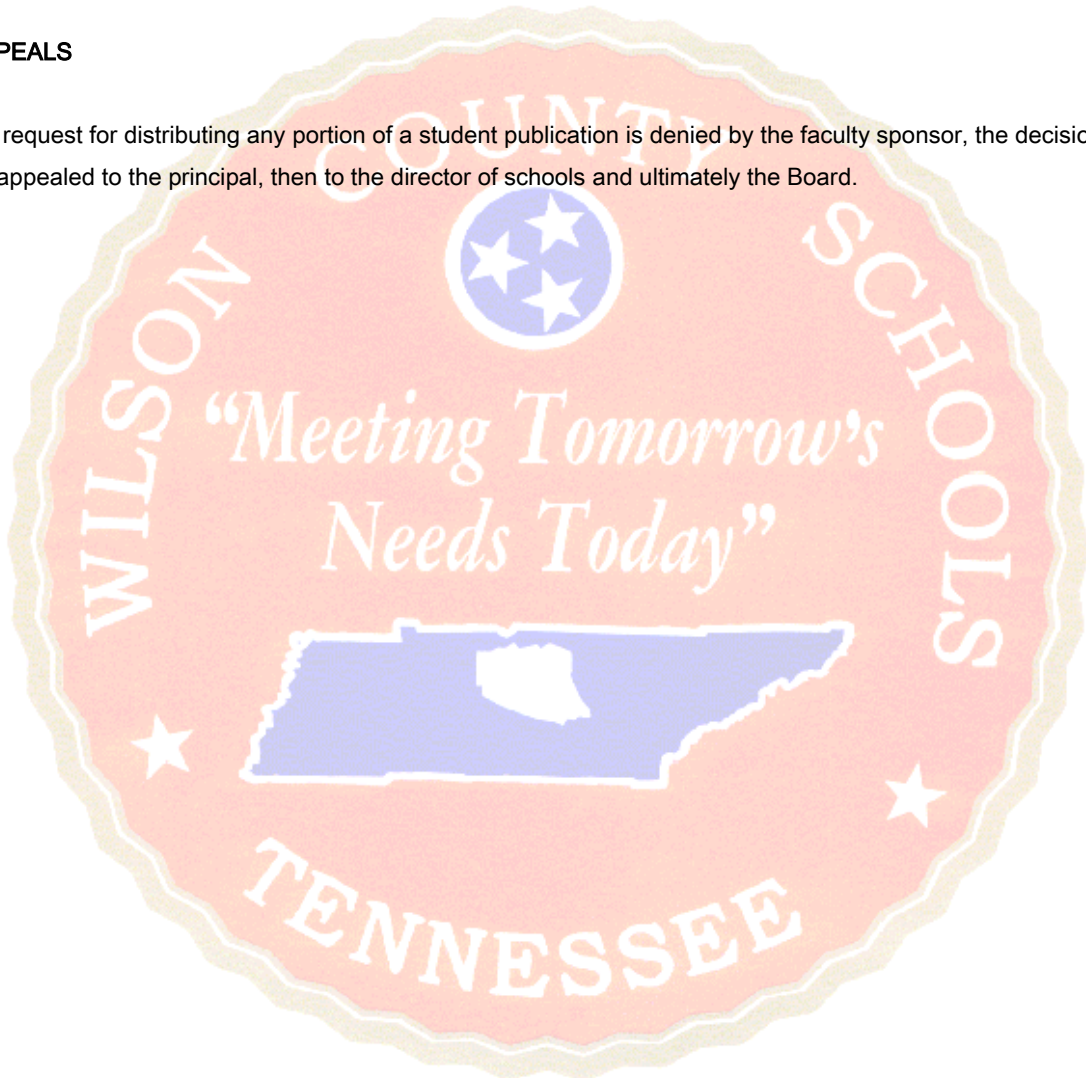 PEALS
request for distributing any portion of a student publication is denied by the faculty sponsor, the decisio
appealed to the principal, then to the director of schools and ultimately the Board.
WILSON COUNTY SCHOOLS
“Meeting Tomorrow's
Needs Today”
TENNESSEE